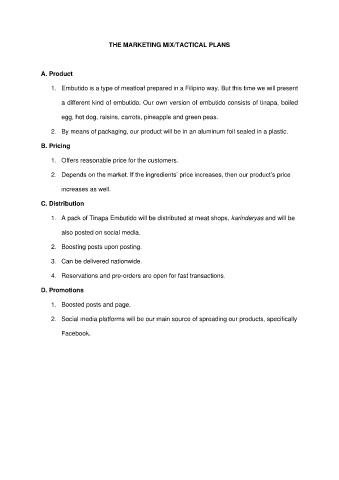 THE MARKETING MIX/TACTICAL PLANS
A. Product
1. Embutido is a type of meatloaf prepared in a Filipino way. But this time we will present
a different kind of embutido. Our own version of embutido consists of tinapa, boiled
egg, hot dog, raisins, carrots, pineapple and green peas.
2. By means of packaging, our product will be in an aluminum foil sealed in a plastic.
B. Pricing
1. Offers reasonable price for the customers.
2. Depends on the market. If the ingredients' price increases, then our product's price
increases as well.
C. Distribution
1. A pack of Tinapa Embutido will be distributed at meat shops, karinderyas and will be
also posted on social media.
2. Boosting posts upon posting.
3. Can be delivered nationwide.
4. Reservations and pre-orders are open for fast transactions.
D. Promotions
1. Boosted posts and page.
2. Social media platforms will be our main source of spreading our products, specifically
Facebook.